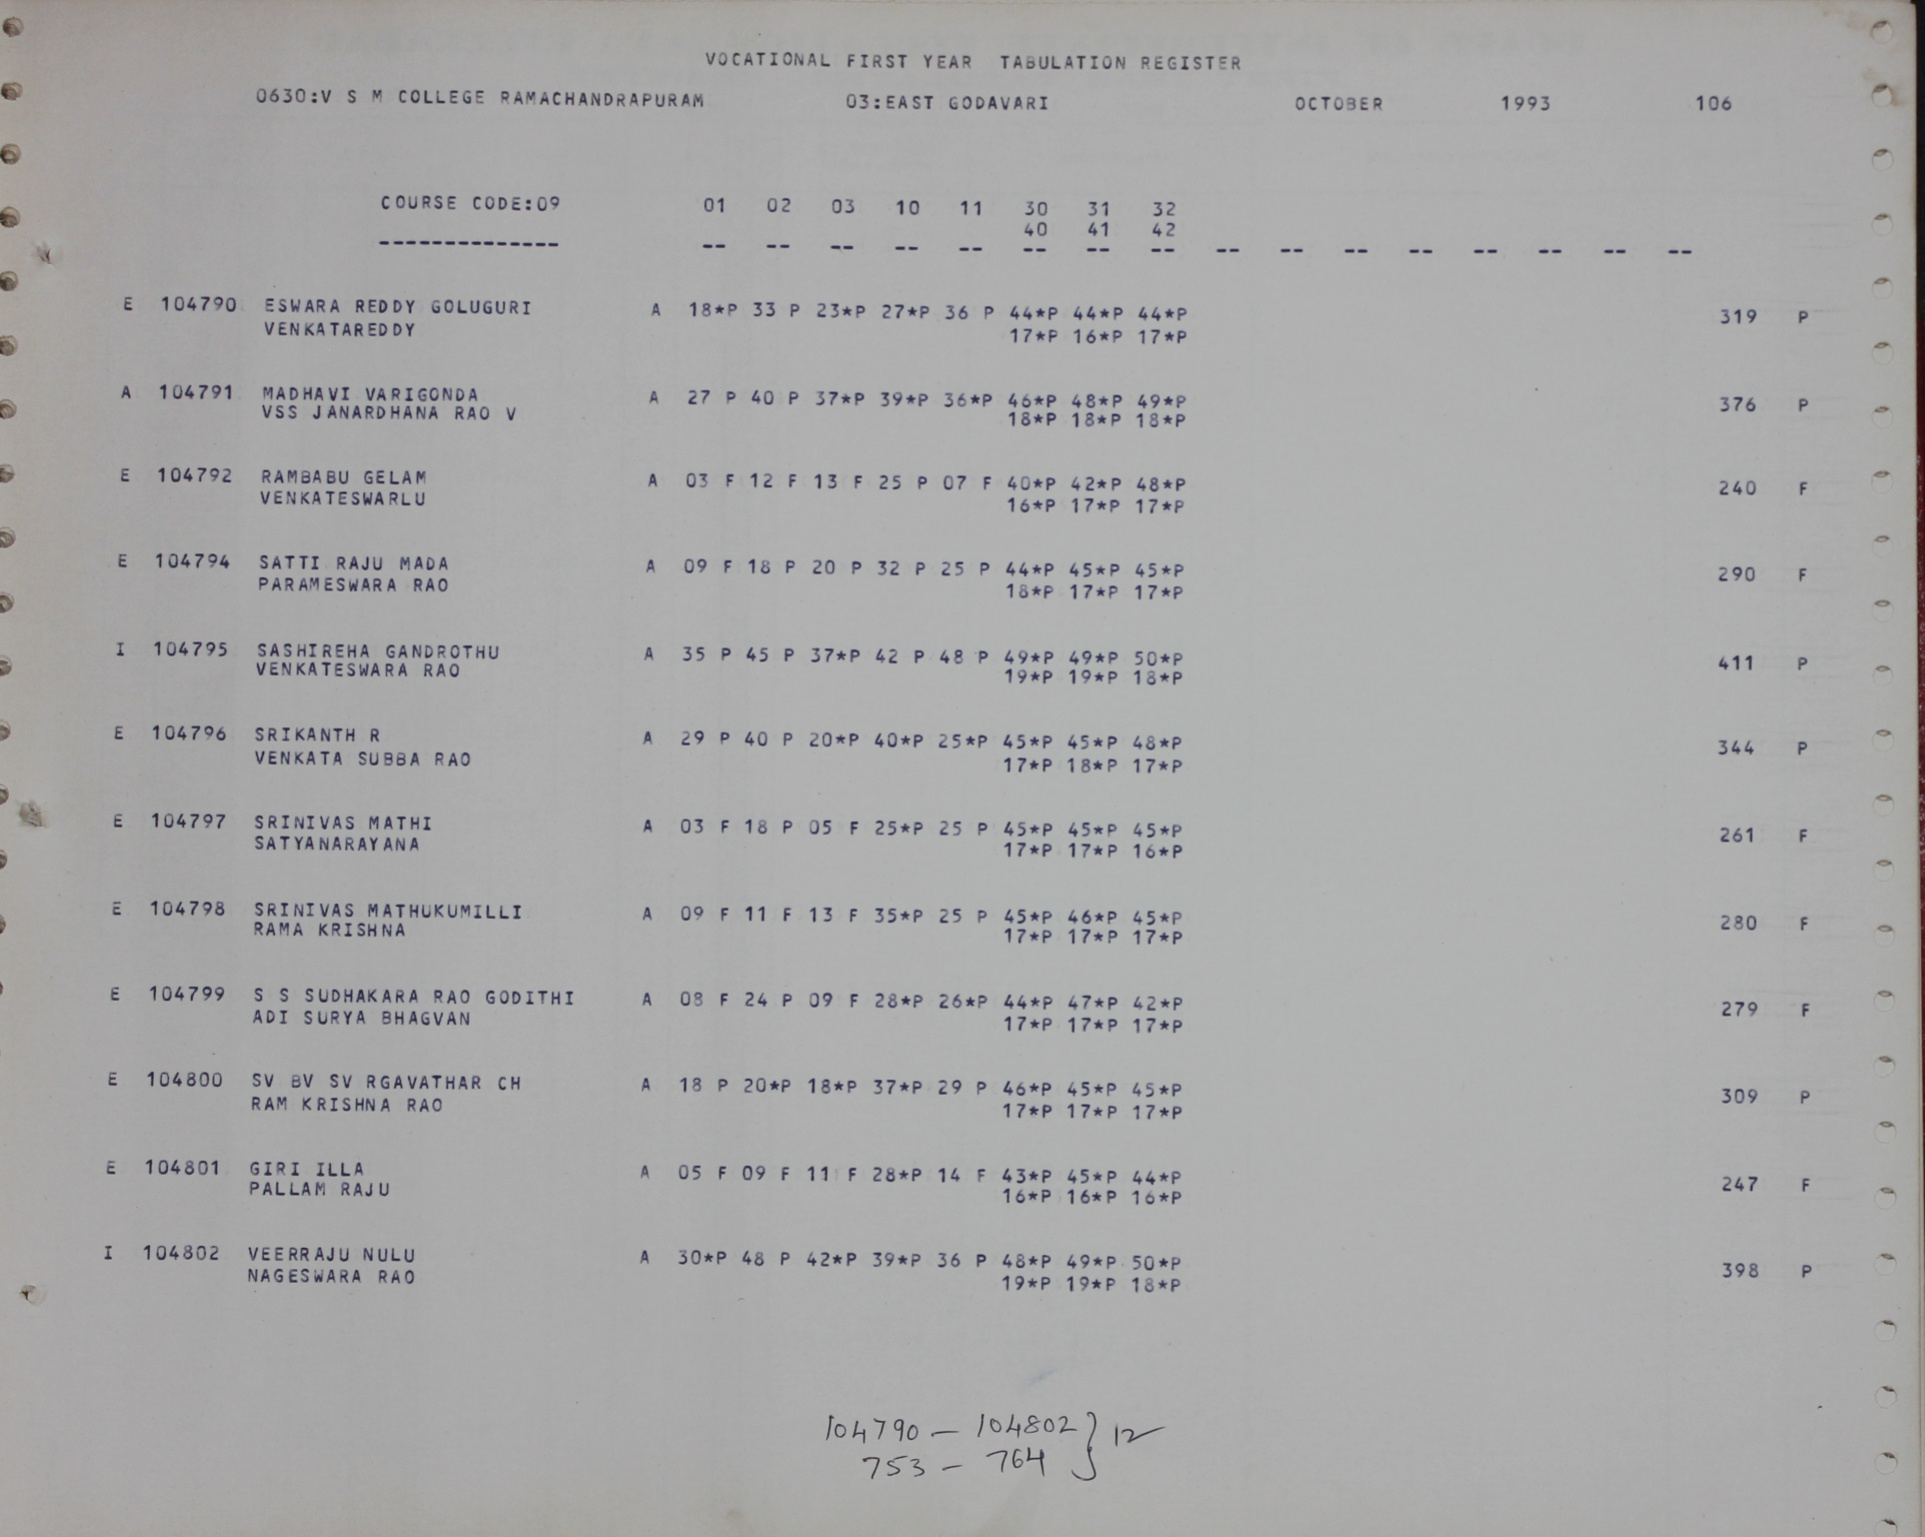 VOCATIONAL FIRST YEAR TABULATION REGISTER
0630:V S M COLLEGE RAMACHANDRAPURAM 03:EAST GODAVARI OCTOBER 1993 106
COURSE CODE:09 01 02 03 10 11 30 31 32
40 41 42
-------------- -- -- -- -- -- -- -- -- -- -- -- -- -- -- -- --
E 104790 ESWARA REDDY GOLUGURI A 18*P 33 P 23*P 27*P 36 P 44*P 44*P 44*P 319 P
VENKATAREDDY 17*P 16*P 17*P
A 104791 MADHAVI VARIGONDA A 27 P 40 P 37*P 39*P 36*P 46*P 48*P 49*P 376 P
VSS JANARDHANA RAO V 18*P 18*P 18*P
E 104792 RAMBABU GELAM A 03 F 12 F 13 F 25 P 07 F 40*P 42*P 48*P 240 F
VENKATESWARLU 16*P 17*P 17*P
E 104794 SATTI RAJU MADA A 09 F 18 P 20 P 32 P 25 P 44*P 45*P 45*P 290 F
PARAMESWARA RAO 18*P 17*P 17*P
I 104795 SASHIREHA GANDROTHU A 35 P 45 P 37*P 42 P 48 P 49*P 49*P 50*P 411 P
VENKATESWARA RAO 19*P 19*P 18*P
E 104796 SRIKANTH R A 29 P 40 P 20*P 40*P 25*P 45*P 45*P 48*P 344 P
VENKATA SUBBA RAO 17*P 18*P 17*P
E 104797 SRINIVAS MATHI A 03 F 18 P 05 F 25*P 25 P 45*P 45*P 45*P 261 F
SATYANARAYANA 17*P 17*P 16*P
E 104798 SRINIVAS MATHUKUMILLI A 09 F 11 F 13 F 35*P 25 P 45*P 46*P 45*P 280 F
RAMA KRISHNA 17*P 17*P 17*P
E 104799 S S SUDHAKARA RAO GODITHI A 08 F 24 P 09 F 28*P 26*P 44*P 47*P 42*P 279 F
ADI SURYA BHAGVAN 17*P 17*P 17*P
E 104800 SV BV SV RGAVATHAR CH A 18 P 20*P 18*P 37*P 29 P 46*P 45*P 45*P 309 P
RAM KRISHNA RAO 17*P 17*P 17*P
E 104801 GIRI ILLA A 05 F 09 F 11 F 28*P 14 F 43*P 45*P 44*P 247 F
PALLAM RAJU 16*P 16*P 16*P
I 104802 VEERRAJU NULU A 30*P 48 P 42*P 39*P 36 P 48*P 49*P 50*P 398 P
NAGESWARA RAO 19*P 19*P 18*P
104790 — 104802 } 12
753 — 764